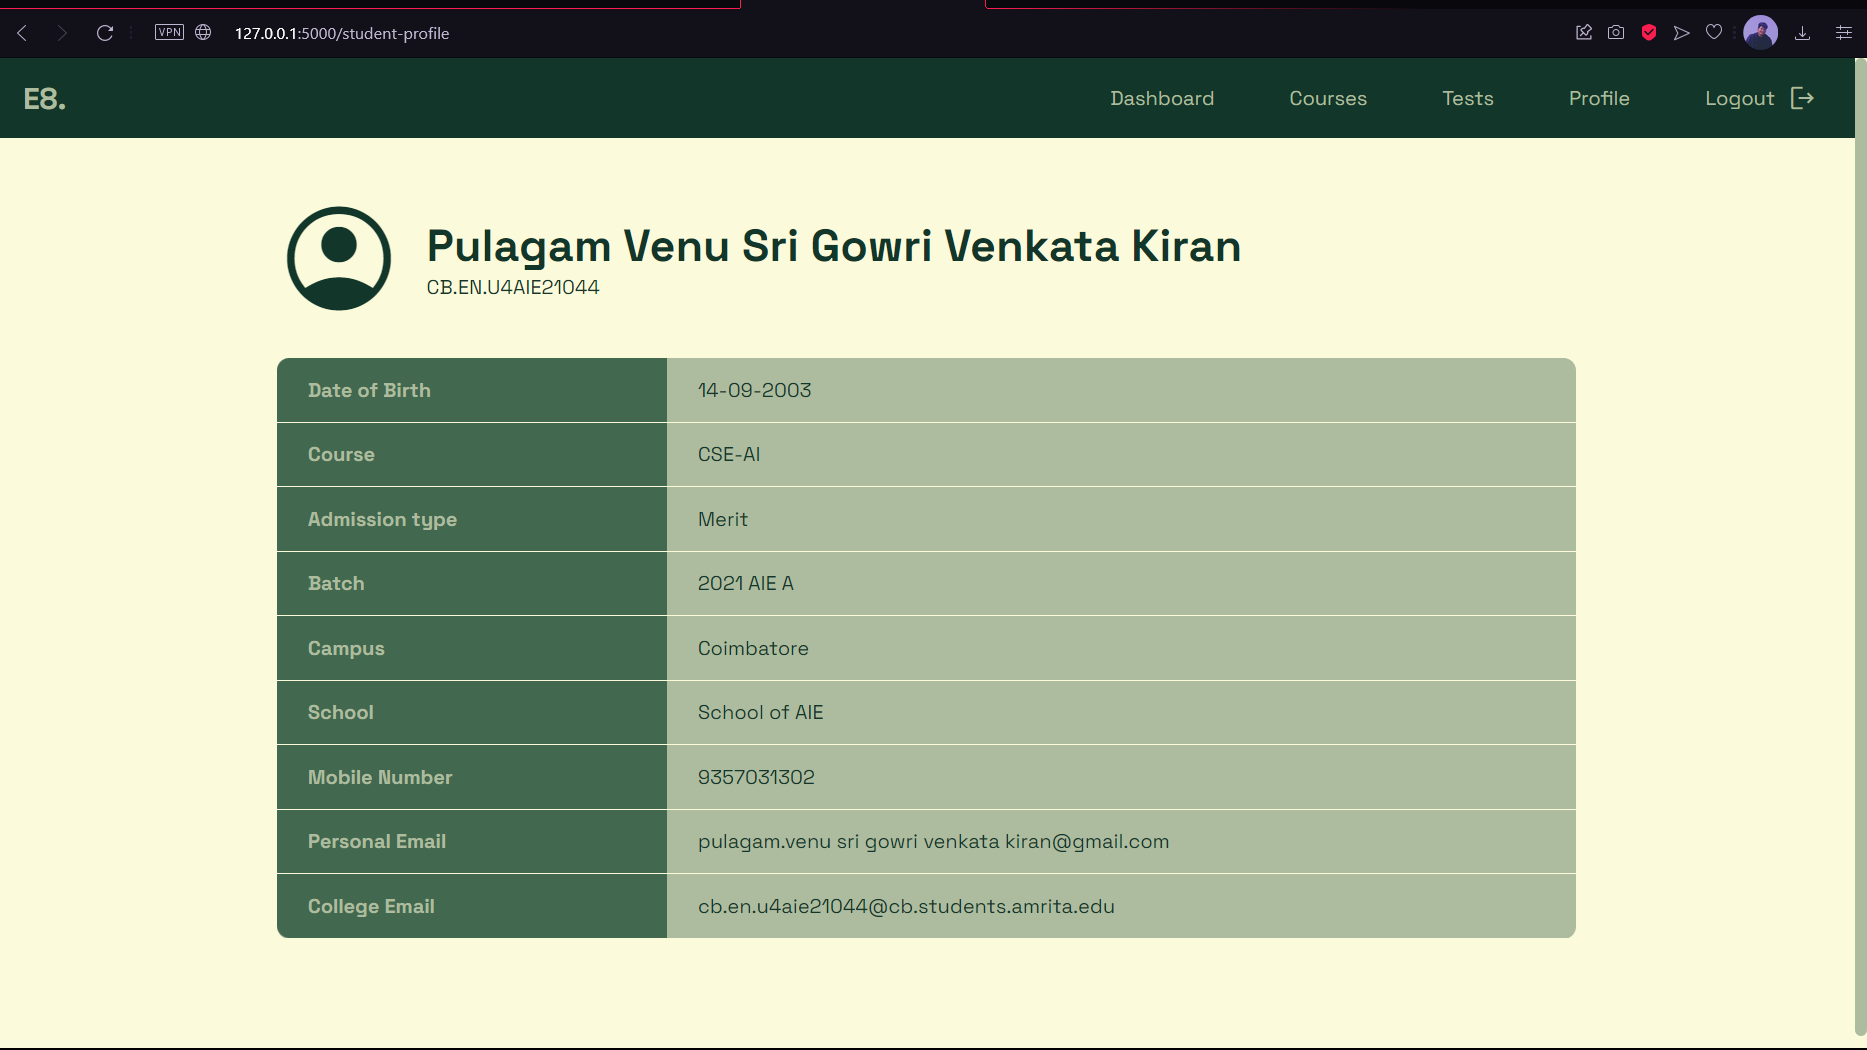 VPN 127.0.0.1:5000/student-profile
E8. Dashboard Courses Tests Profile Logout
Pulagam Venu Sri Gowri Venkata Kiran
CB.EN.U4AIE21044
Date of Birth 14-09-2003
Course CSE-AI
Admission type Merit
Batch 2021 AIE A
Campus Coimbatore
School School of AIE
Mobile Number 9357031302
Personal Email pulagam.venu sri gowri venkata kiran@gmail.com
College Email cb.en.u4aie21044@cb.students.amrita.edu